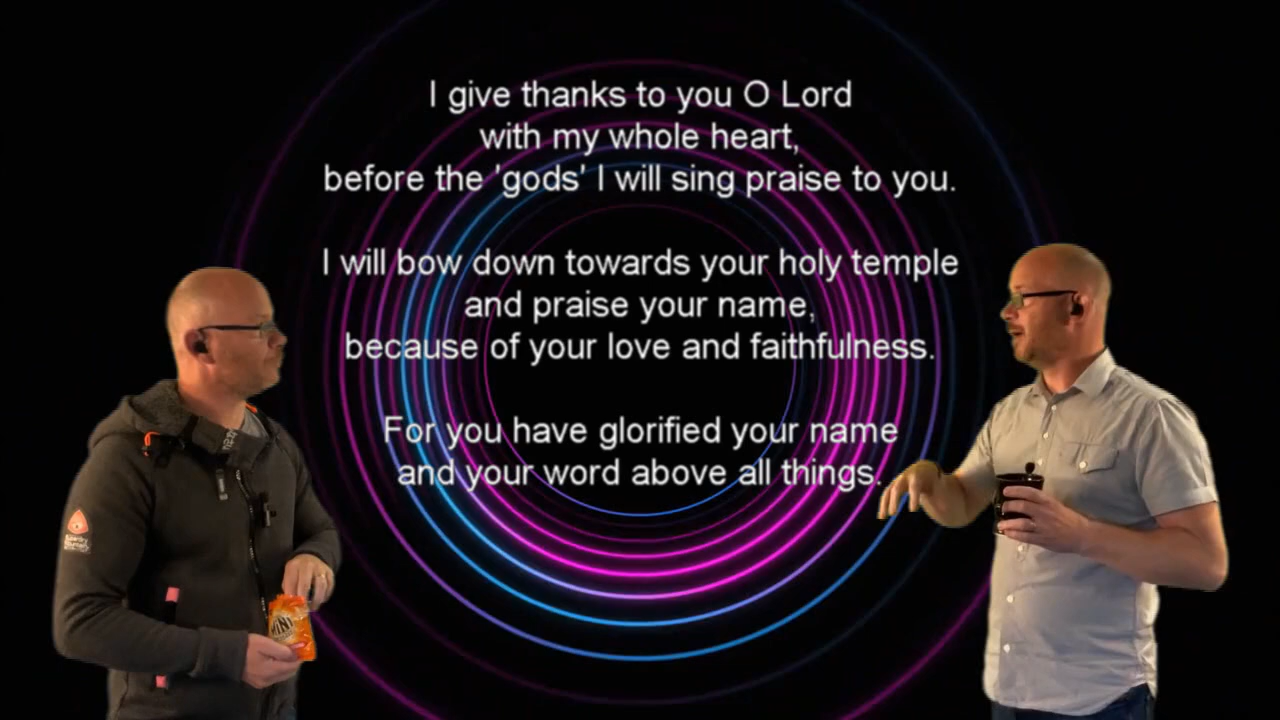 I give thanks to you O Lord
with my whole heart,
before the 'gods' I will sing praise to you.
I will bow down towards your holy temple
and praise your name,
because of your love and faithfulness.
For you have glorified your name
and your word above all things.
MINI